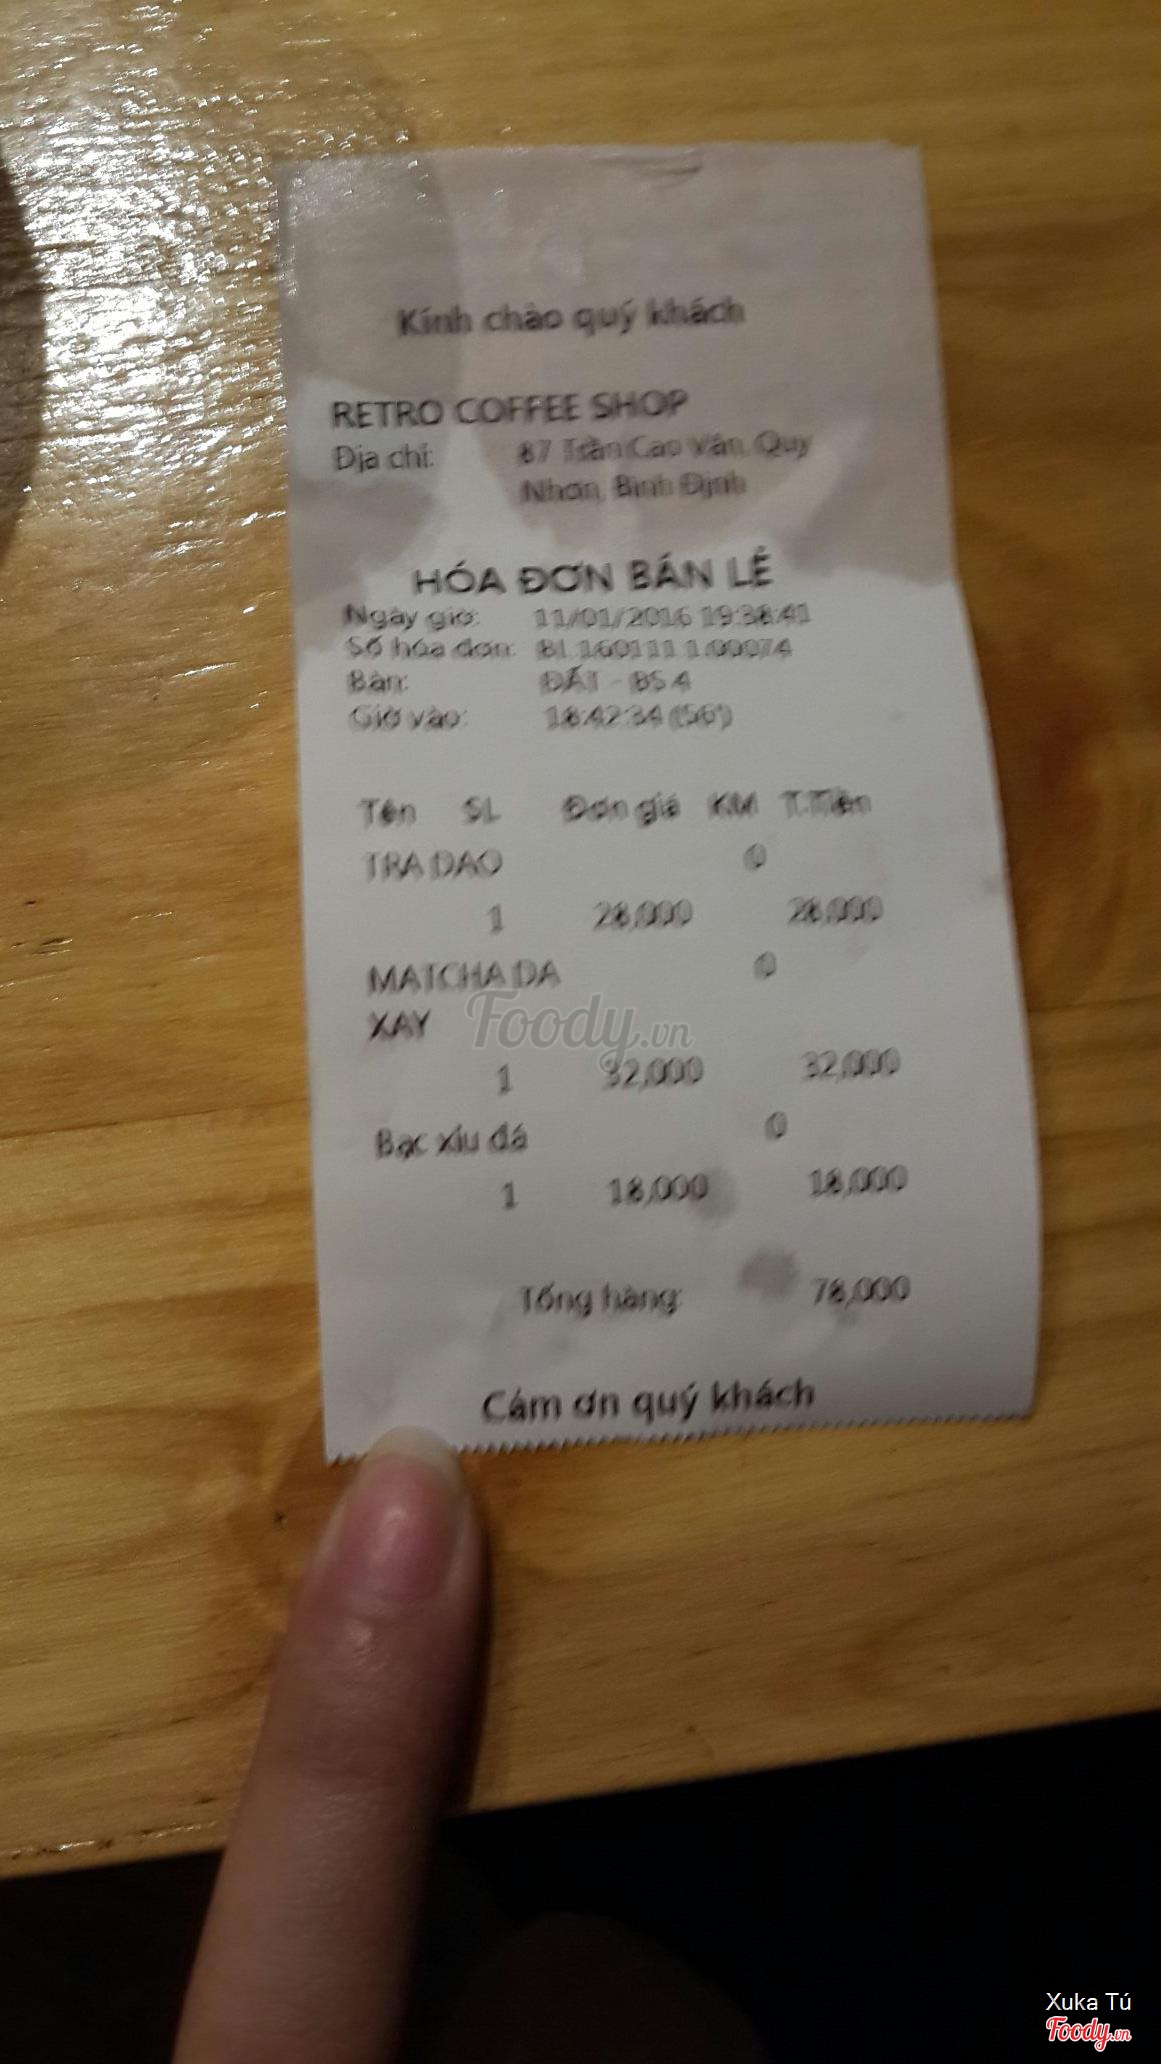 Kính chào quý khách
RETRO COFFEE SHOP
Địa chỉ: 87 Trần Cao Vân, Quy
Nhơn, Bình Định
HÓA ĐƠN BÁN LẺ
Ngày giờ: 11/01/2016 19:38:41
Số hóa đơn: BL.160111.1.00074
Bàn: ĐẤT - BS 4
Giờ vào: 18:42:34 (56')
Tên SL Đơn giá KM T.Tiền
TRA DAO 0
1 28,000 28,000
MATCHA DA 0
XAY
Foody.vn
1 32,000 32,000
Bạc xỉu đá 0
1 18,000 18,000
Tổng hàng: 78,000
Cảm ơn quý khách
Xuka Tú
Foody.vn